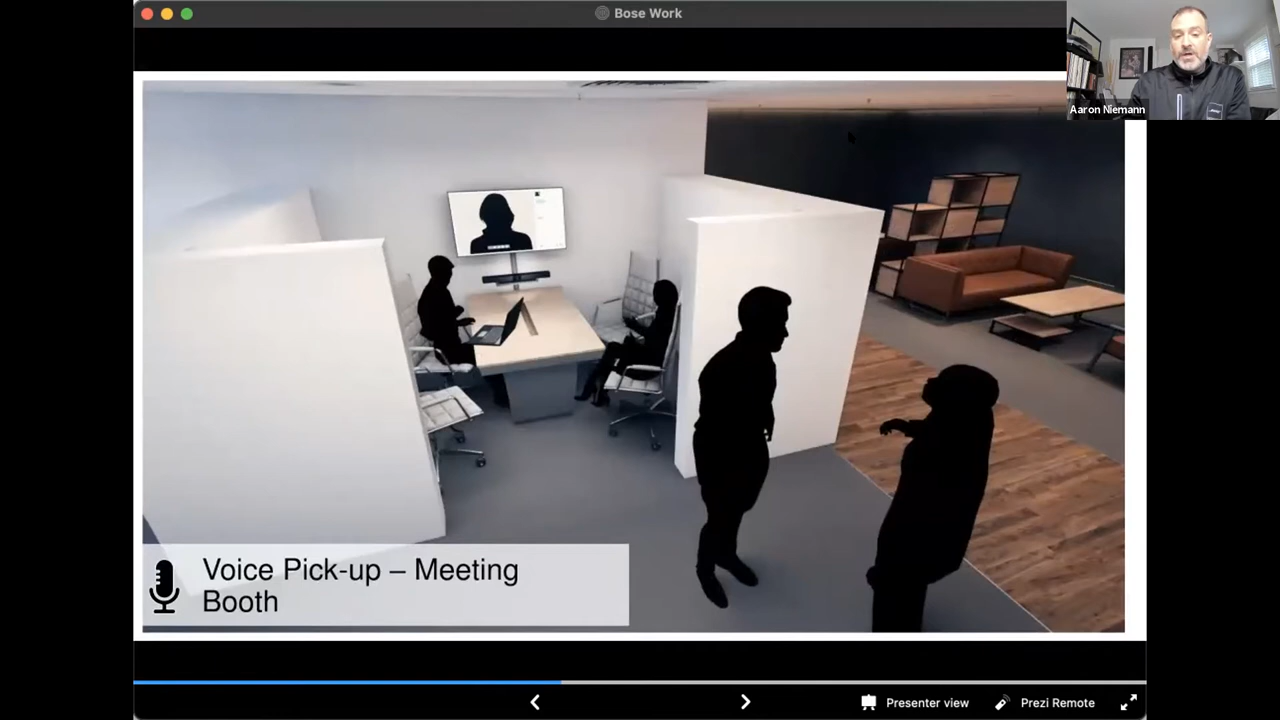 Bose Work
Aaron Niemann
Voice Pick-up – Meeting
Booth
Presenter view
Prezi Remote